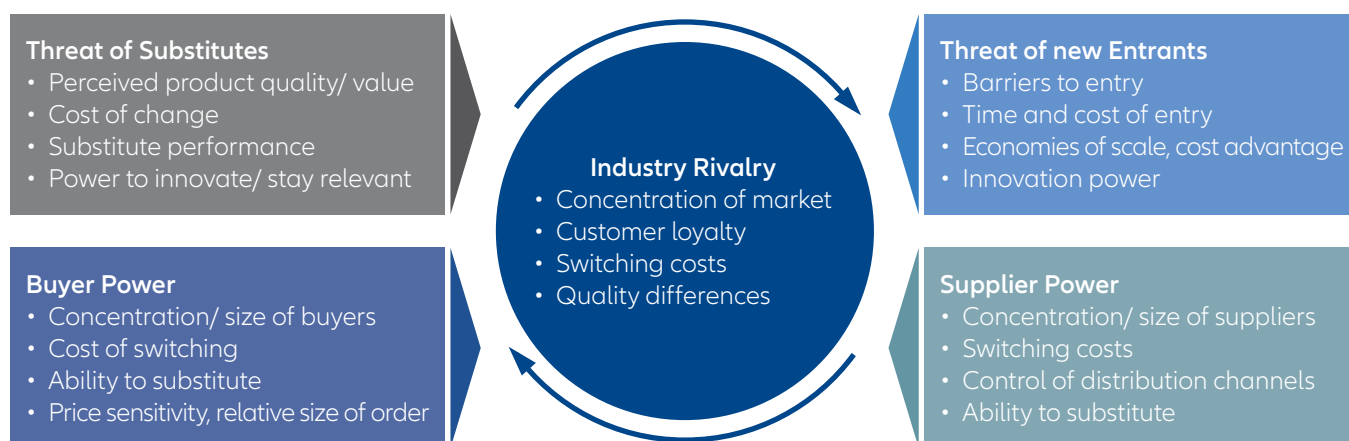 Threat of Substitutes
• Perceived product quality/ value
• Cost of change
• Substitute performance
• Power to innovate/ stay relevant
Buyer Power
• Concentration/ size of buyers
• Cost of switching
• Ability to substitute
• Price sensitivity, relative size of order
Industry Rivalry
• Concentration of market
• Customer loyalty
• Switching costs
• Quality differences
Threat of new Entrants
• Barriers to entry
• Time and cost of entry
• Economies of scale, cost advantage
• Innovation power
Supplier Power
• Concentration/ size of suppliers
• Switching costs
• Control of distribution channels
• Ability to substitute